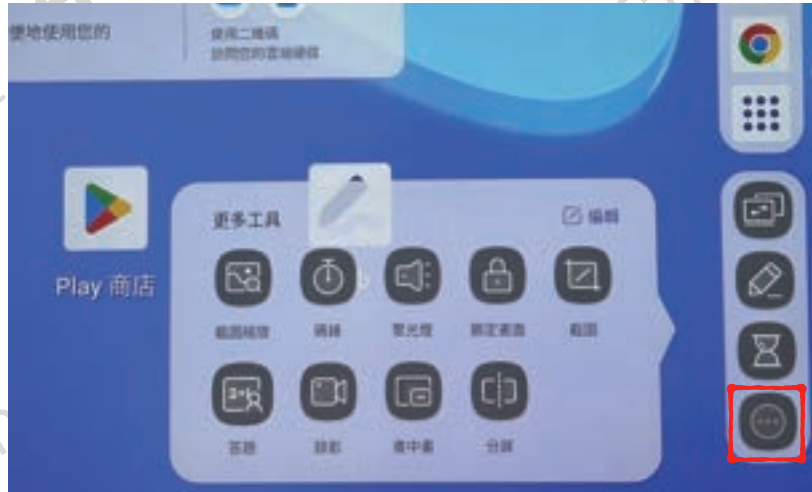 便地使用您的
使用二維碼
訪問您的雲端硬碟
Play 商店
更多工具
編輯
截圖縮放
碼錶
聚光燈
鎖定畫面
截圖
答題
錄影
畫中畫
分屏